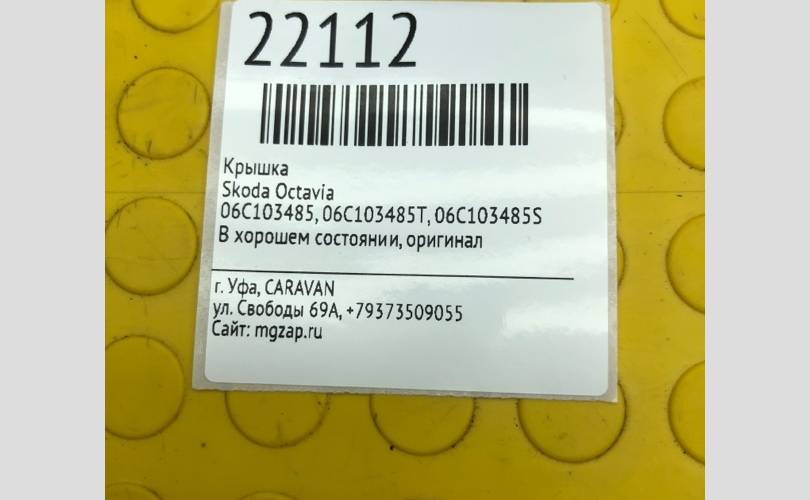 22112
Крышка
Skoda Octavia
06C103485, 06C103485T, 06C103485S
В хорошем состоянии, оригинал
г. Уфа, CARAVAN
ул. Свободы 69А, +79373509055
Сайт: mgzap.ru